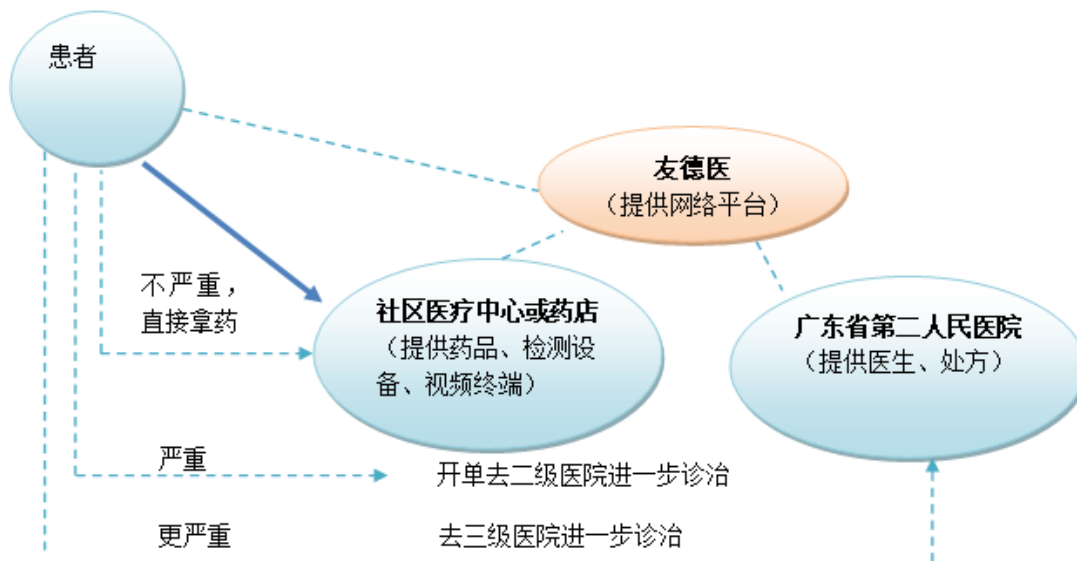 患者
友德医
（提供网络平台）
不严重，
直接拿药
社区医疗中心或药店
（提供药品、检测设
备、视频终端）
广东省第二人民医院
（提供医生、处方）
严重
开单去二级医院进一步诊治
更严重
去三级医院进一步诊治